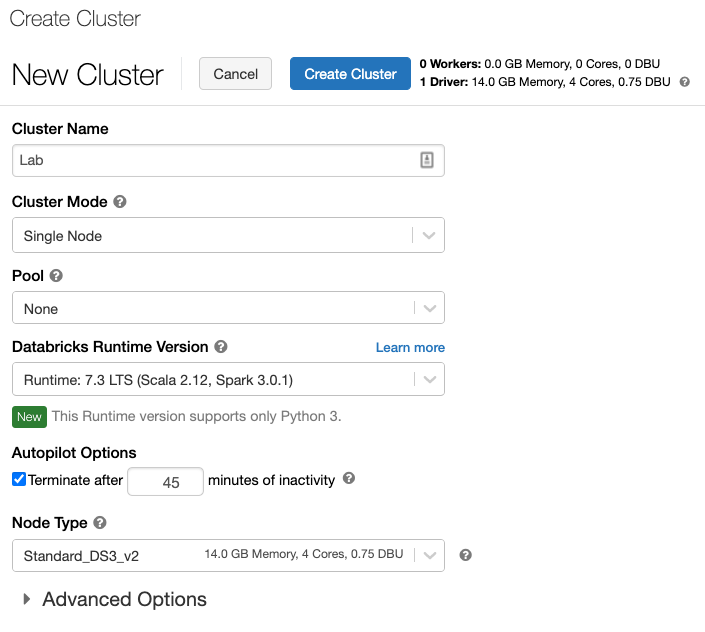 Create Cluster
New Cluster
Cancel
Create Cluster
0 Workers: 0.0 GB Memory, 0 Cores, 0 DBU
1 Driver: 14.0 GB Memory, 4 Cores, 0.75 DBU ?
Cluster Name
Lab
Cluster Mode ?
Single Node
Pool ?
None
Databricks Runtime Version ? Learn more
Runtime: 7.3 LTS (Scala 2.12, Spark 3.0.1)
New This Runtime version supports only Python 3.
Autopilot Options
Terminate after 45 minutes of inactivity ?
Node Type ?
Standard_DS3_v2 14.0 GB Memory, 4 Cores, 0.75 DBU ?
Advanced Options